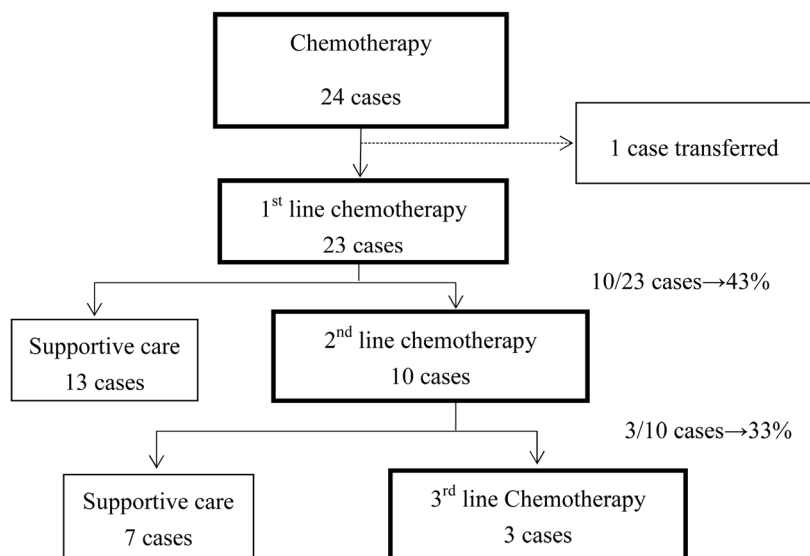 Chemotherapy
24 cases
1 case transferred
1st line chemotherapy
23 cases
10/23 cases→43%
Supportive care
13 cases
2nd line chemotherapy
10 cases
3/10 cases→33%
Supportive care
7 cases
3rd line Chemotherapy
3 cases